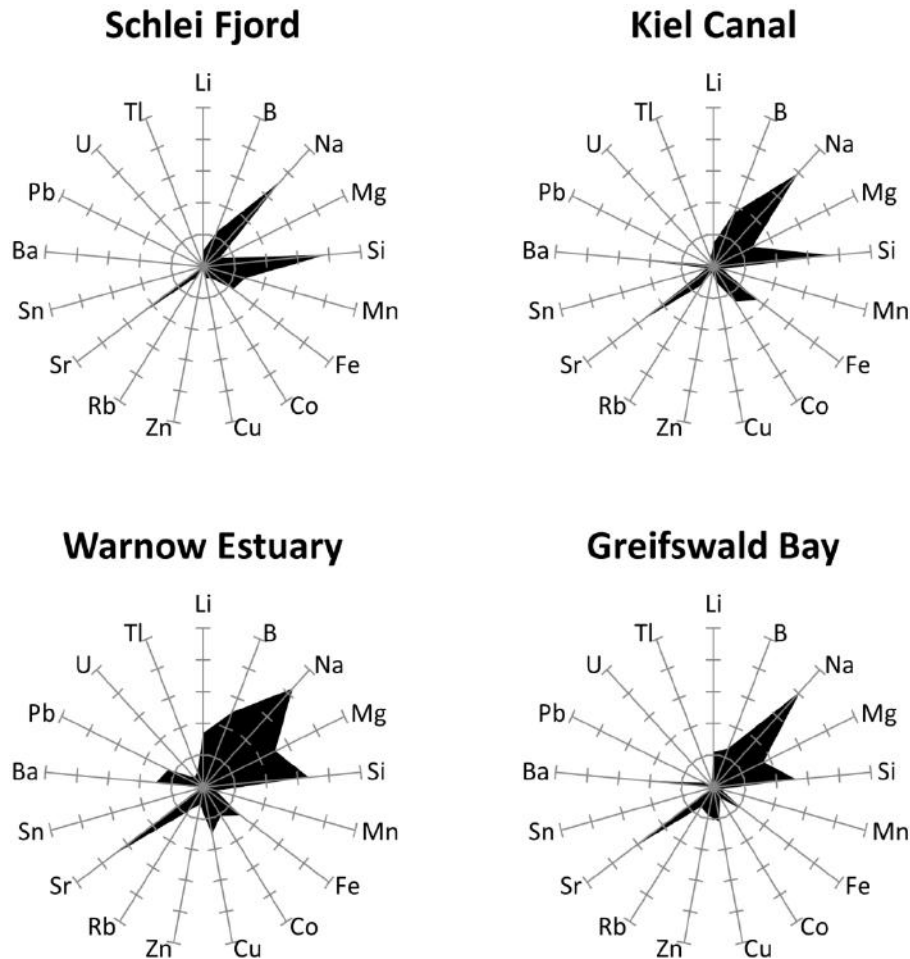 Schlei Fjord
Li
B
Na
Mg
Si
Mn
Fe
Co
Cu
Zn
Rb
Sr
Sn
Ba
Pb
U
Tl
Kiel Canal
Li
B
Na
Mg
Si
Mn
Fe
Co
Cu
Zn
Rb
Sr
Sn
Ba
Pb
U
Tl
Warnow Estuary
Li
B
Na
Mg
Si
Mn
Fe
Co
Cu
Zn
Rb
Sr
Sn
Ba
Pb
U
Tl
Greifswald Bay
Li
B
Na
Mg
Si
Mn
Fe
Co
Cu
Zn
Rb
Sr
Sn
Ba
Pb
U
Tl